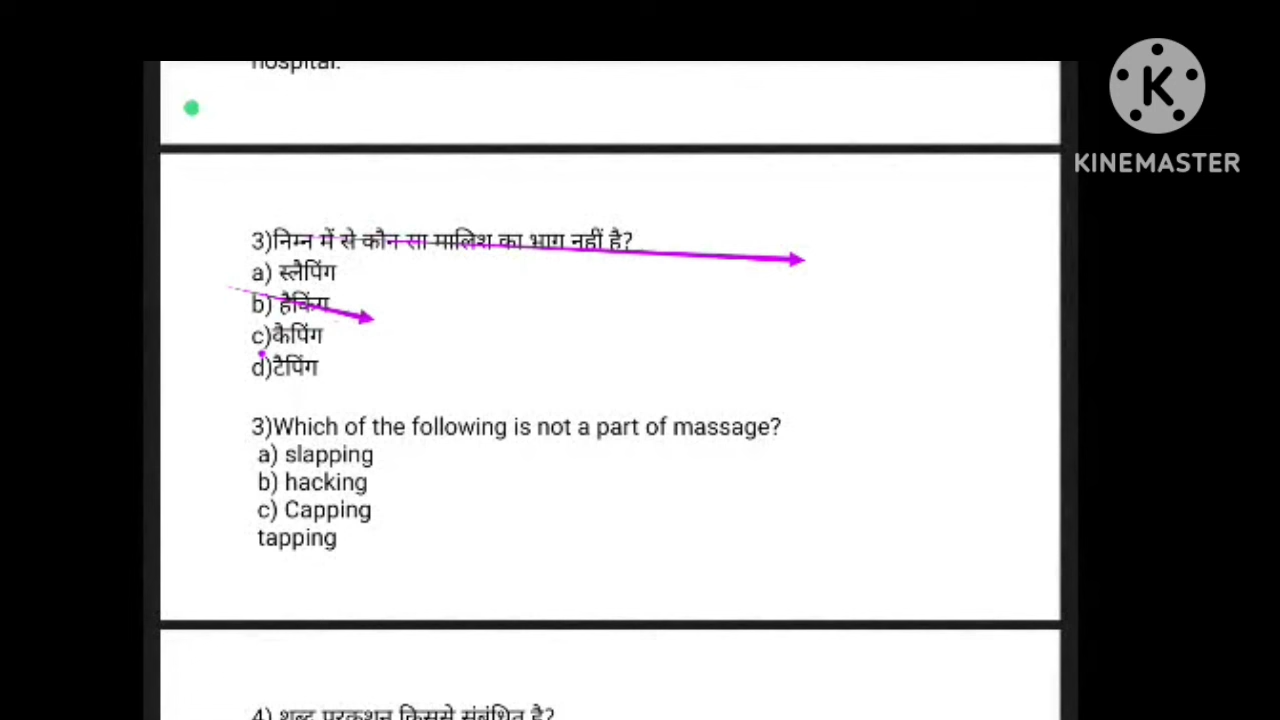 hospital.
K
KINEMASTER
3)निम्न में से कौन सा मालिश का भाग नहीं है?
a) स्लैपिंग
b) हैकिंग
c)कैपिंग
d)टैपिंग
3)Which of the following is not a part of massage?
a) slapping
b) hacking
c) Capping
tapping
4) शब्द परकशन किससे संबंधित है?